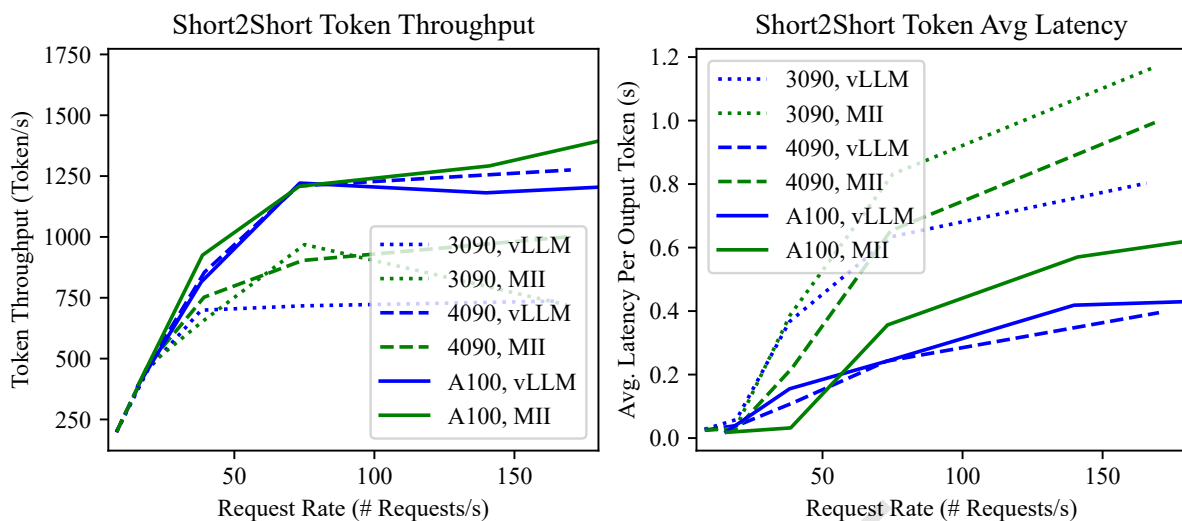 Short2Short Token Throughput
Token Throughput (Token/s)
1750
1500
1250
1000
750
500
250
3090, vLLM
3090, MII
4090, vLLM
4090, MII
A100, vLLM
A100, MII
50
100
150
Request Rate (# Requests/s)
Short2Short Token Avg Latency
Avg. Latency Per Output Token (s)
1.2
1.0
0.8
0.6
0.4
0.2
0.0
3090, vLLM
3090, MII
4090, vLLM
4090, MII
A100, vLLM
A100, MII
50
100
150
Request Rate (# Requests/s)